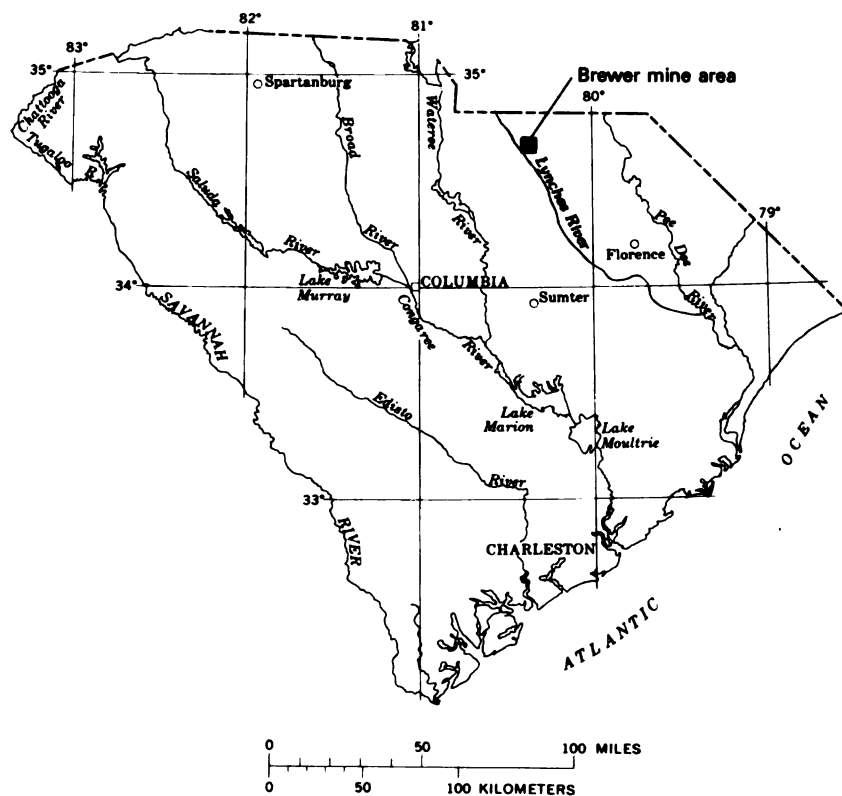 81°
82°
83°
35°
35°
Spartanburg
Brewer mine area
80°
Chattooga
River
Tugaloo
R.
Broad
River
Wateree
River
Saluda
River
Lynches River
Pee
Dee
River
79°
Florence
Lake
Murray
COLUMBIA
Sumter
34°
Congaree
River
SAVANNAH
RIVER
Edisto
River
Lake
Marion
Lake
Moultrie
33°
CHARLESTON
ATLANTIC
OCEAN
0 50 100 MILES
0 50 100 KILOMETERS